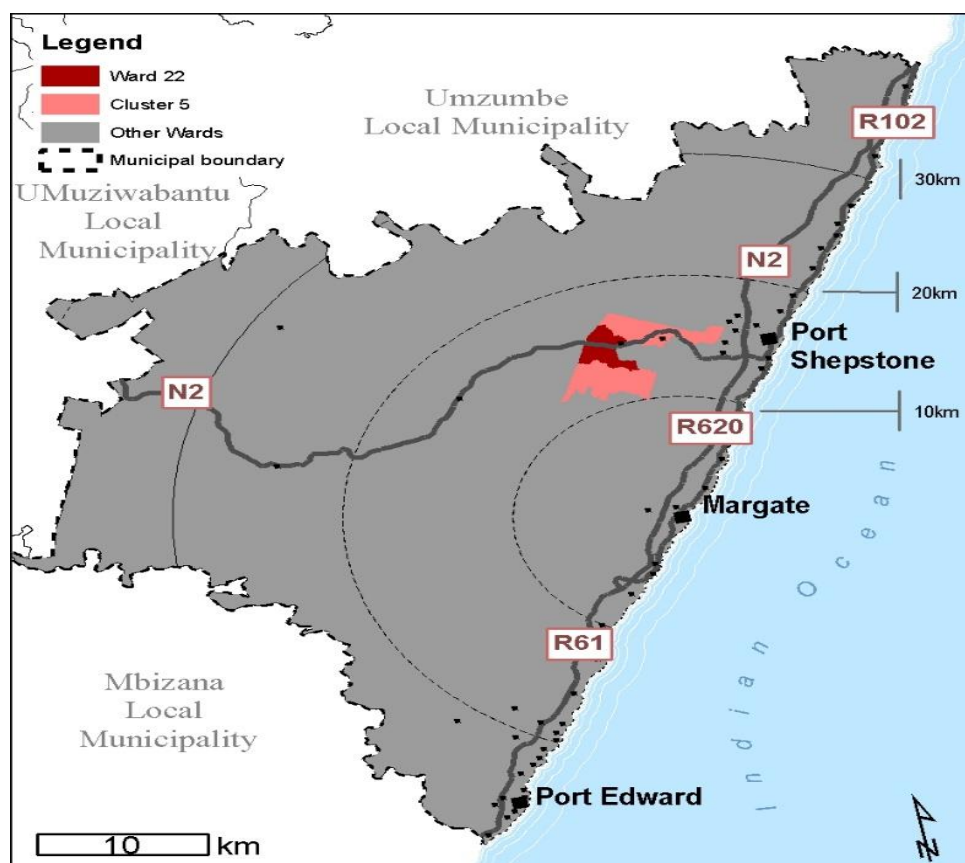 Legend
Ward 22
Cluster 5
Other Wards
Municipal boundary
Umzumbe
Local Municipality
UMuziwabantu
Local
Municipality
R102
30km
N2
20km
Port
Shepstone
N2
10km
R620
Margate
R61
Mbizana
Local
Municipality
Indian Ocean
Port Edward
10 km
N